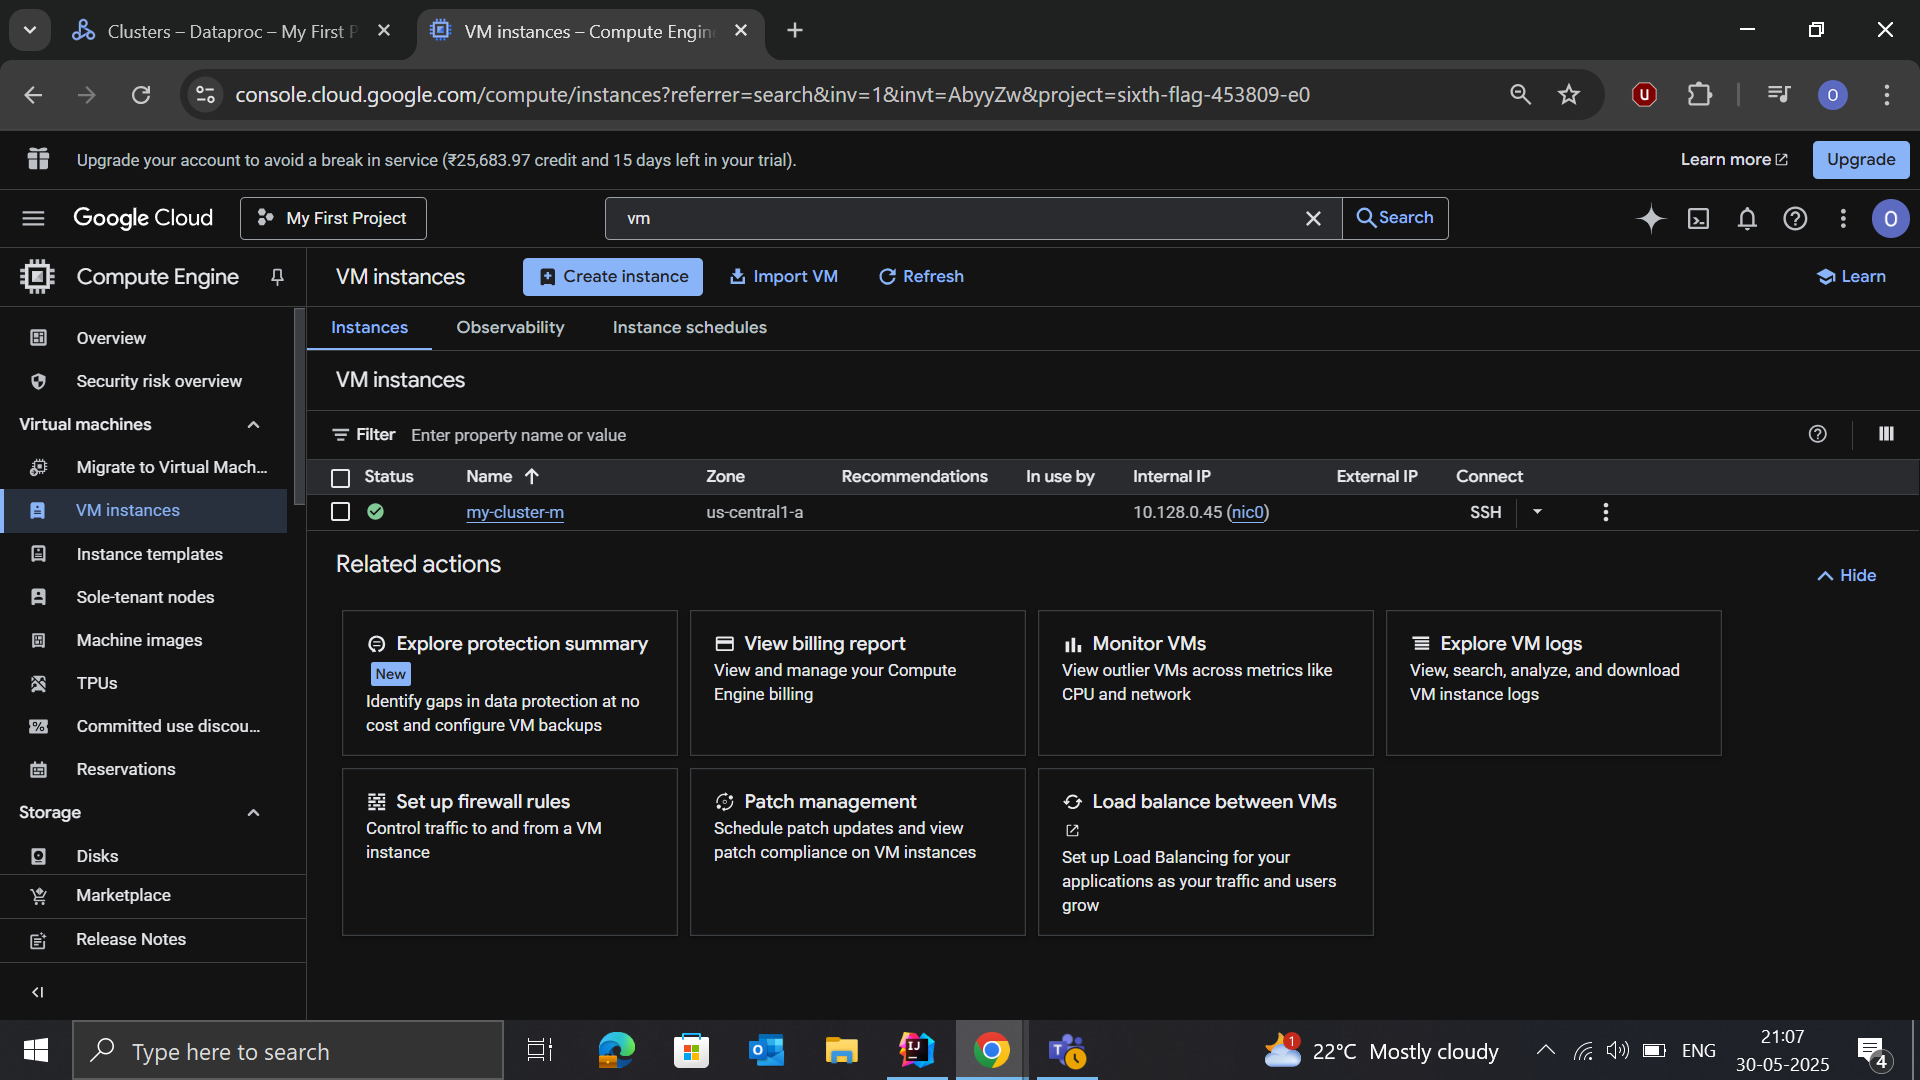 Clusters – Dataproc – My First P
VM instances – Compute Engin
console.cloud.google.com/compute/instances?referrer=search&inv=1&invt=AbyyZw&project=sixth-flag-453809-e0
O
Upgrade your account to avoid a break in service (₹25,683.97 credit and 15 days left in your trial).
Learn more
Upgrade
Google Cloud
My First Project
vm
Search
O
Compute Engine
VM instances
Create instance
Import VM
Refresh
Learn
Overview
Security risk overview
Virtual machines
Migrate to Virtual Mach...
VM instances
Instance templates
Sole-tenant nodes
Machine images
TPUs
Committed use discou...
Reservations
Storage
Disks
Marketplace
Release Notes
Instances
Observability
Instance schedules
VM instances
Filter
Enter property name or value
Status
Name
Zone
Recommendations
In use by
Internal IP
External IP
Connect
my-cluster-m
us-central1-a
10.128.0.45 (nic0)
SSH
Related actions
Hide
Explore protection summary
New
Identify gaps in data protection at no
cost and configure VM backups
View billing report
View and manage your Compute
Engine billing
Monitor VMs
View outlier VMs across metrics like
CPU and network
Explore VM logs
View, search, analyze, and download
VM instance logs
Set up firewall rules
Control traffic to and from a VM
instance
Patch management
Schedule patch updates and view
patch compliance on VM instances
Load balance between VMs
Set up Load Balancing for your
applications as your traffic and users
grow
Type here to search
1
22°C Mostly cloudy
ENG
21:07
30-05-2025
4